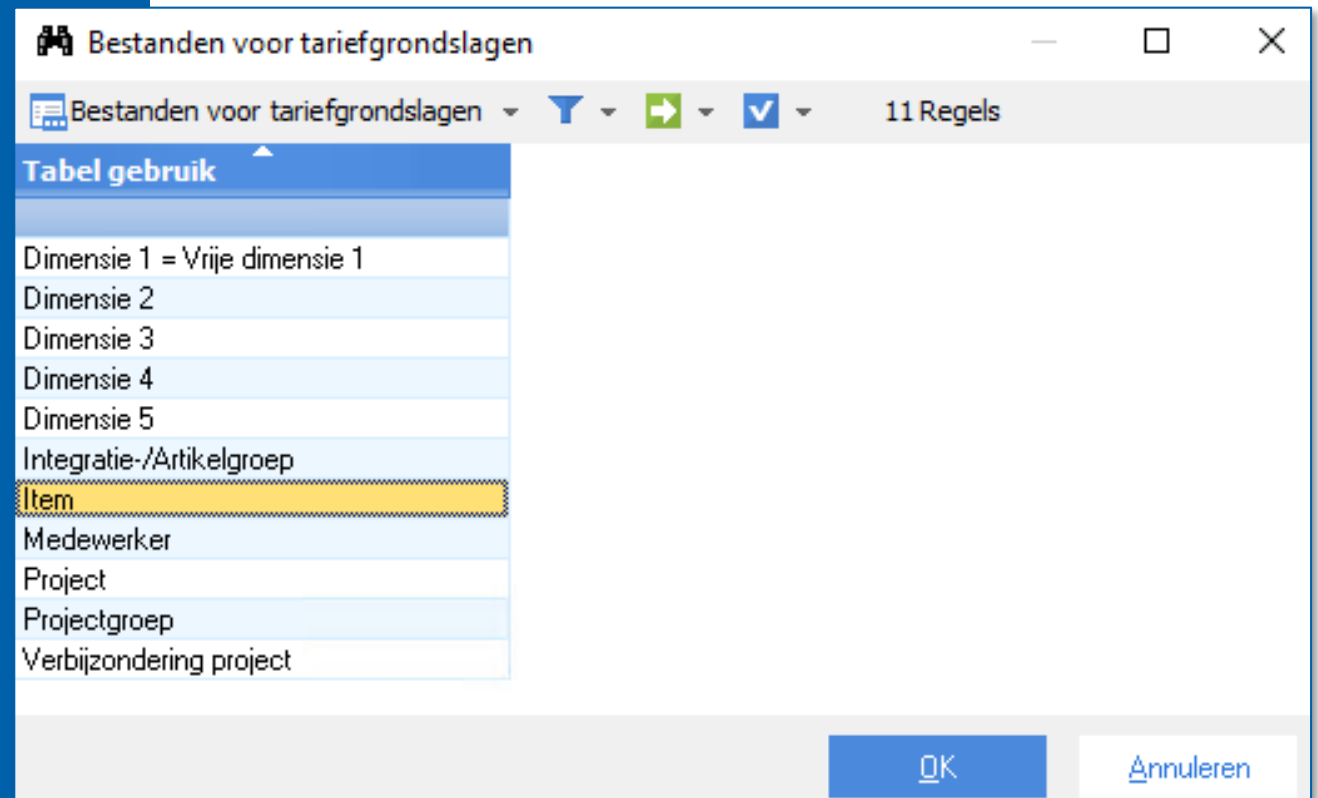 Bestanden voor tariefgrondslagen
Bestanden voor tariefgrondslagen 11 Regels
Tabel gebruik
Dimensie 1 = Vrije dimensie 1
Dimensie 2
Dimensie 3
Dimensie 4
Dimensie 5
Integratie-/Artikelgroep
Item
Medewerker
Project
Projectgroep
Verbijzondering project
OK Annuleren